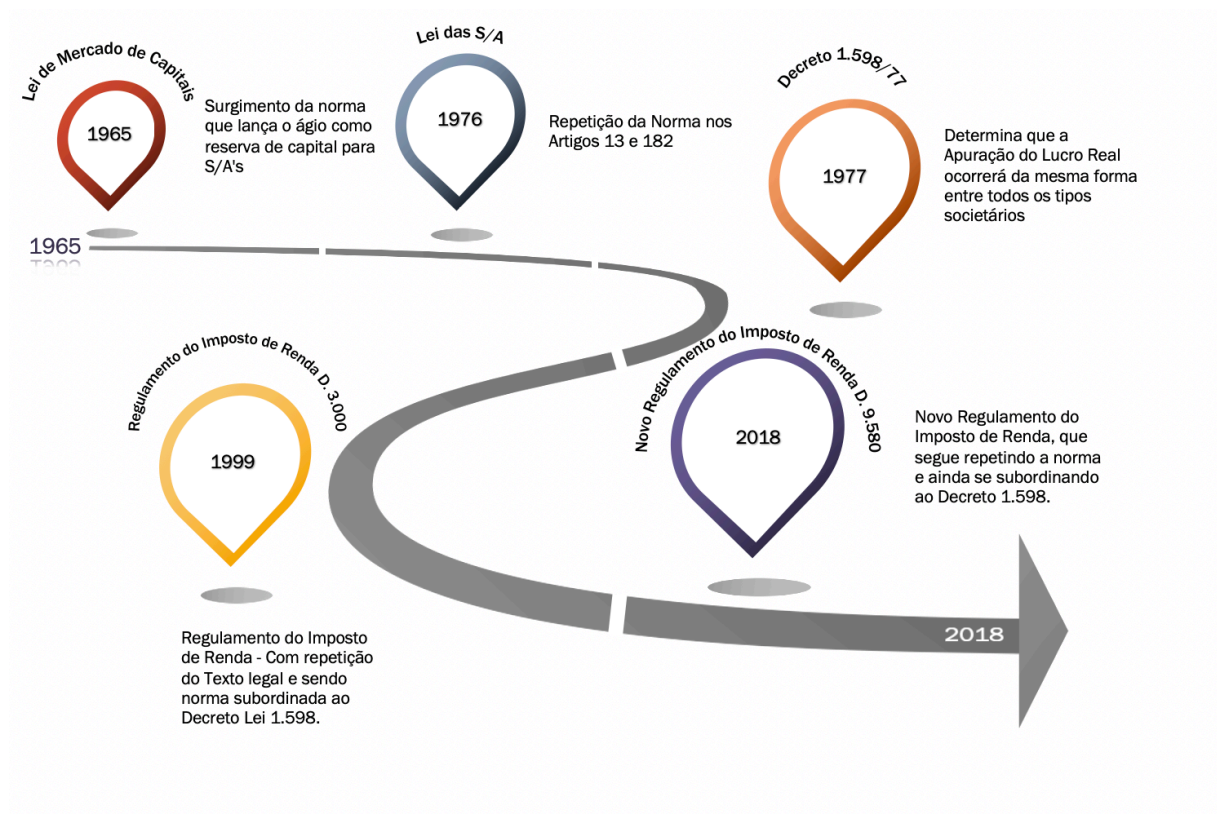 Lei de Mercado de Capitais
1965
Surgimento da norma
que lança o ágio como
reserva de capital para
S/A's
Lei das S/A
1976
Repetição da Norma nos
Artigos 13 e 182
Decreto 1.598/77
1977
Determina que a
Apuração do Lucro Real
ocorrerá da mesma forma
entre todos os tipos
societários
1965
Regulamento do Imposto de Renda D. 3.000
1999
Regulamento do Imposto
de Renda - Com repetição
do Texto legal e sendo
norma subordinada ao
Decreto Lei 1.598.
Novo Regulamento do Imposto de Renda D. 9.580
2018
Novo Regulamento do
Imposto de Renda, que
segue repetindo a norma
e ainda se subordinando
ao Decreto 1.598.
2018